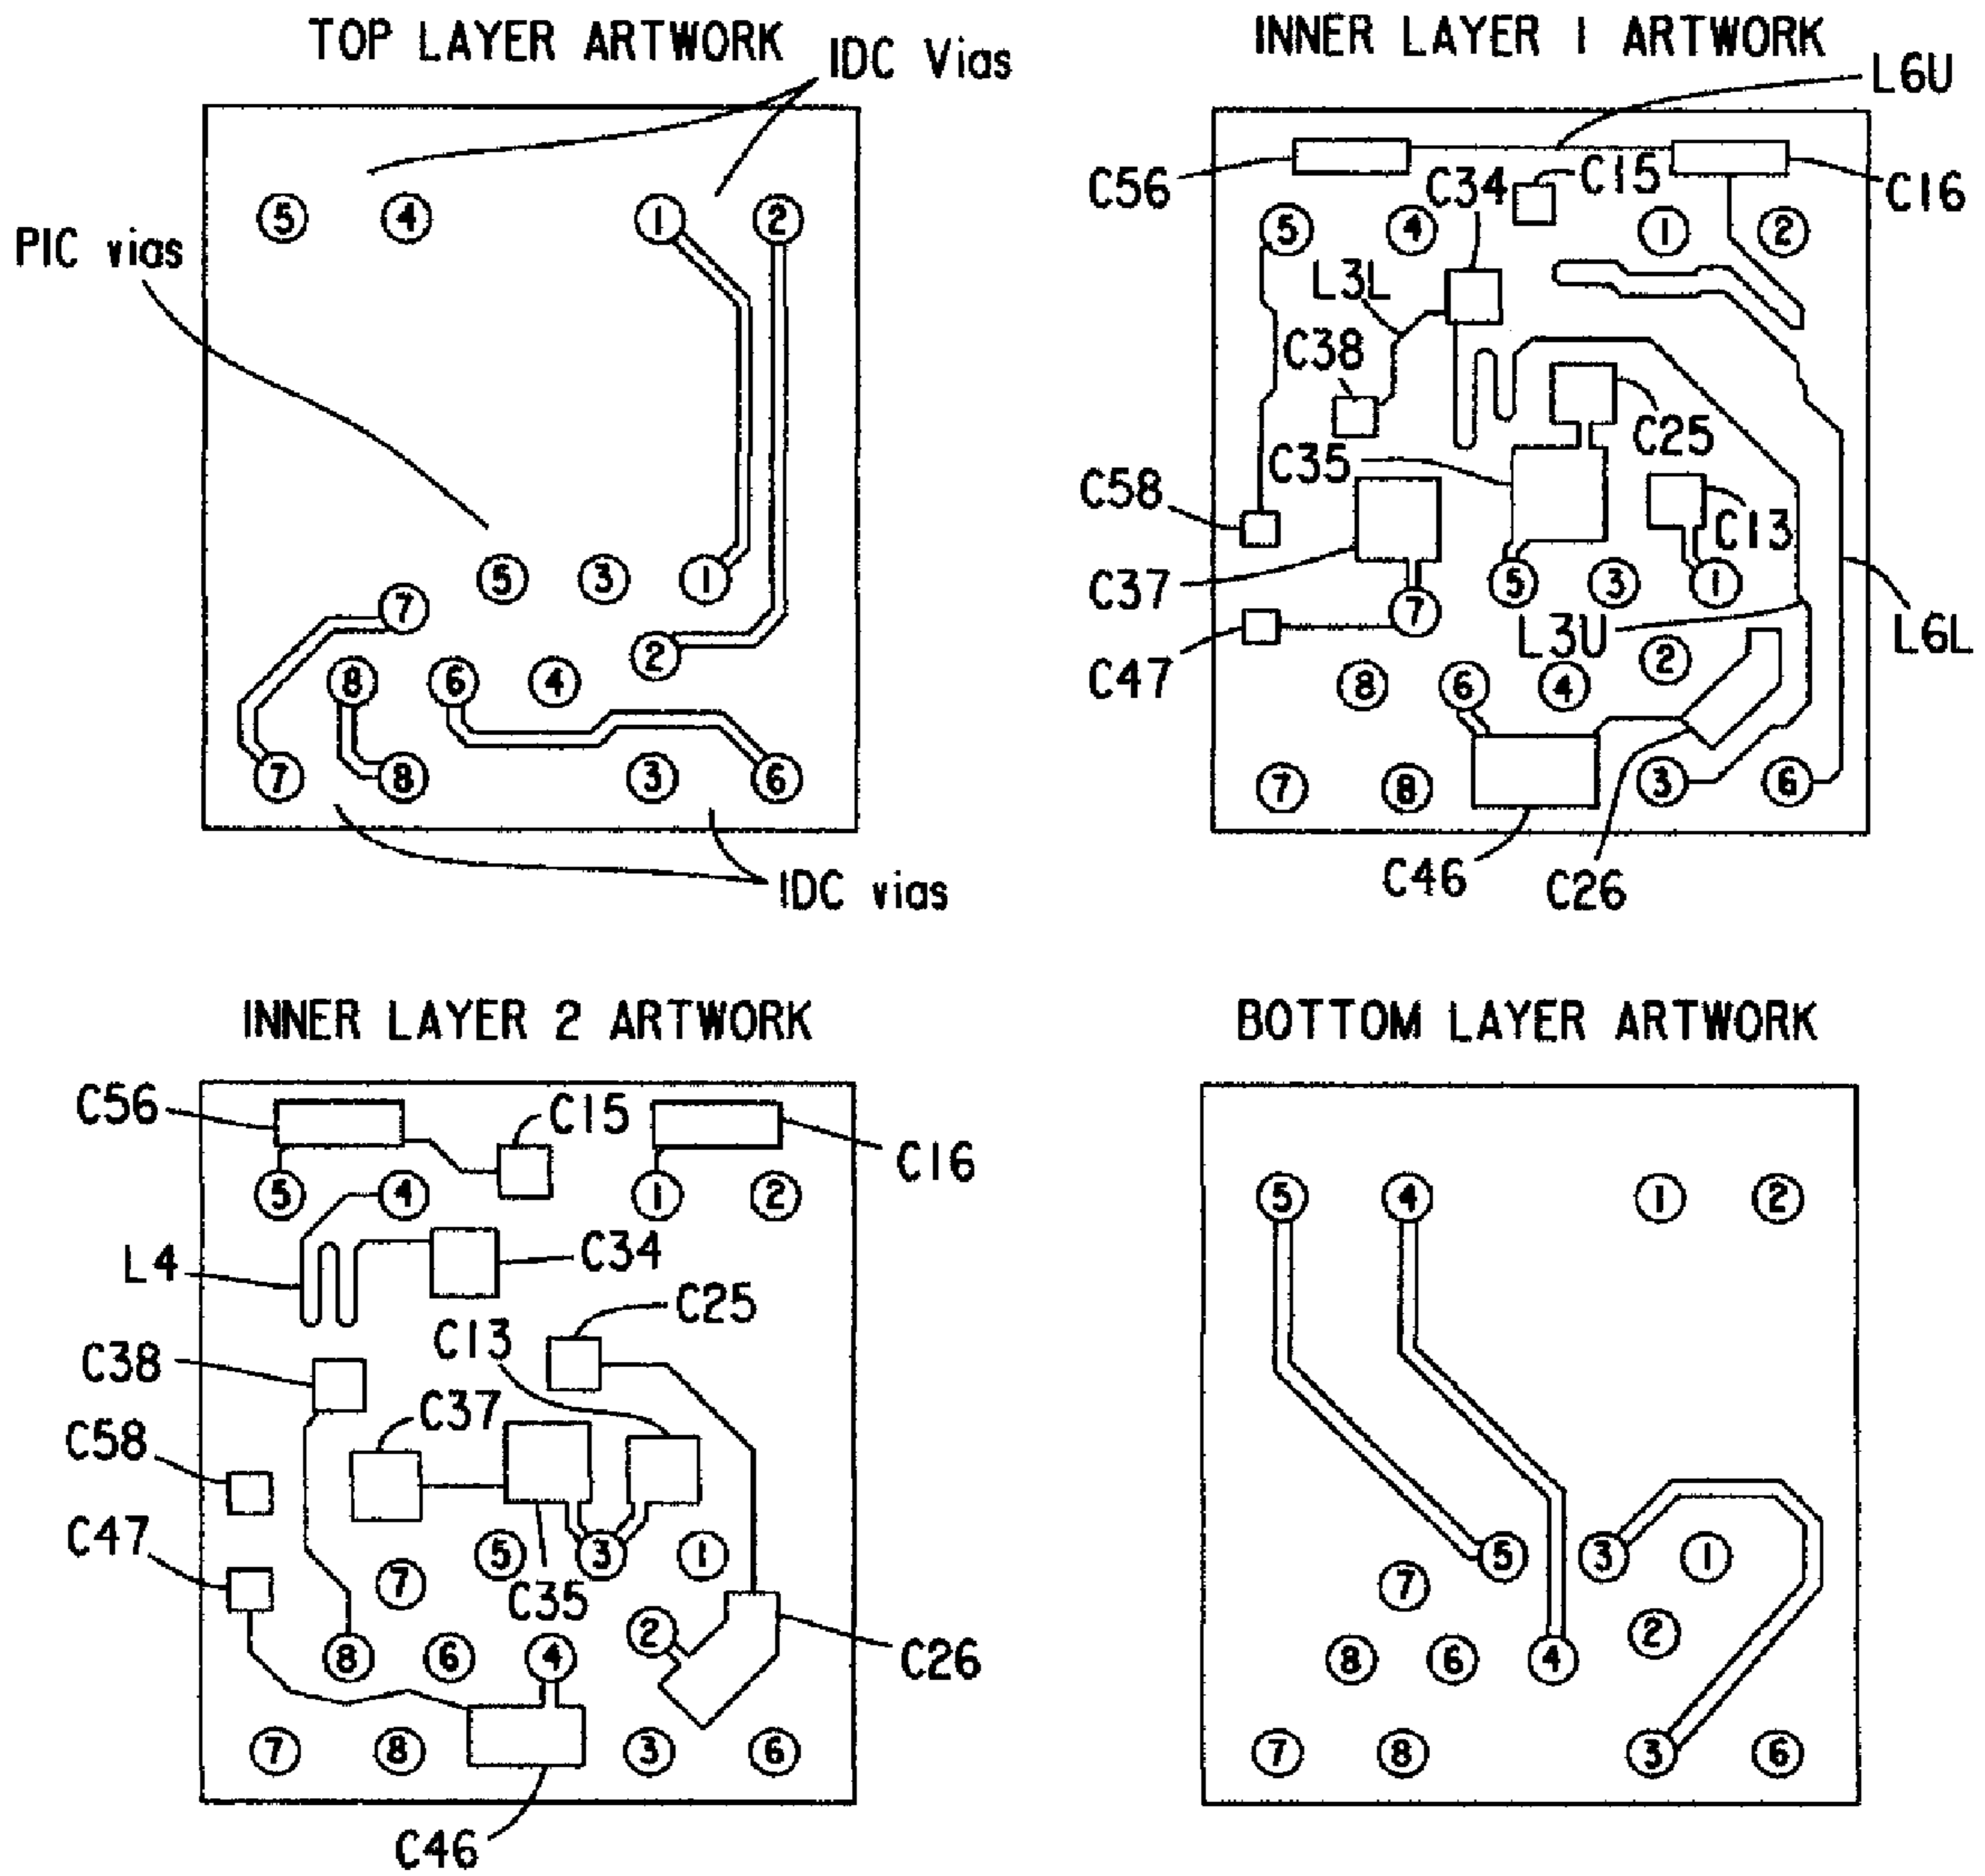 TOP LAYER ARTWORK
IDC Vias
PIC vias
5 4 1 2
5 3 1
7
2
8 6 4
7 8 3 6
IDC vias
INNER LAYER 1 ARTWORK
L6U
C56
C34
C15
C16
5 4 1 2
L3L
C38
C25
C35
C58
C13
C37
5 3 1
7
L3U
L6L
C47
2
8 6 4
7 8 3 6
C46
C26
INNER LAYER 2 ARTWORK
C56
C15
C16
5 4 1 2
L4
C34
C25
C13
C38
C37
C58
C47
5 3 1
7
C35
2
8 6 4
C26
7 8 3 6
C46
BOTTOM LAYER ARTWORK
5 4 1 2
5 3 1
7
2
8 6 4
7 8 3 6